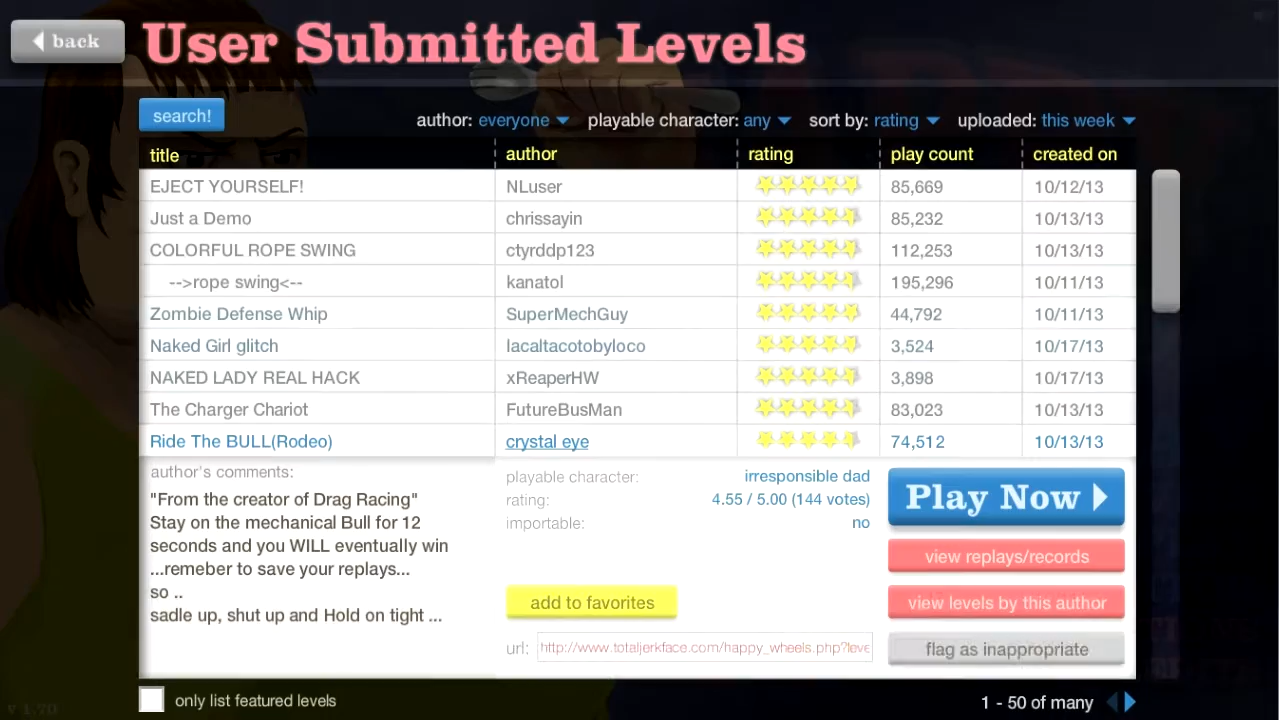 back
User Submitted Levels
search!
author: everyone playable character: any sort by: rating uploaded: this week
title author rating play count created on
EJECT YOURSELF! NLuser 85,669 10/12/13
Just a Demo chrissayin 85,232 10/13/13
COLORFUL ROPE SWING ctyrddp123 112,253 10/13/13
-->rope swing<-- kanatol 195,296 10/11/13
Zombie Defense Whip SuperMechGuy 44,792 10/11/13
Naked Girl glitch lacaltacotobyloco 3,524 10/17/13
NAKED LADY REAL HACK xReaperHW 3,898 10/17/13
The Charger Chariot FutureBusMan 83,023 10/13/13
Ride The BULL(Rodeo) crystal eye 74,512 10/13/13
author's comments:
"From the creator of Drag Racing"
Stay on the mechanical Bull for 12
seconds and you WILL eventually win
...remeber to save your replays...
so ..
sadle up, shut up and Hold on tight ...
playable character: irresponsible dad
rating: 4.55 / 5.00 (144 votes)
importable: no
add to favorites
url: http://www.totaljerkface.com/happy_wheels.php?leve
Play Now
view replays/records
view levels by this author
flag as inappropriate
only list featured levels
1 - 50 of many
v 1.70